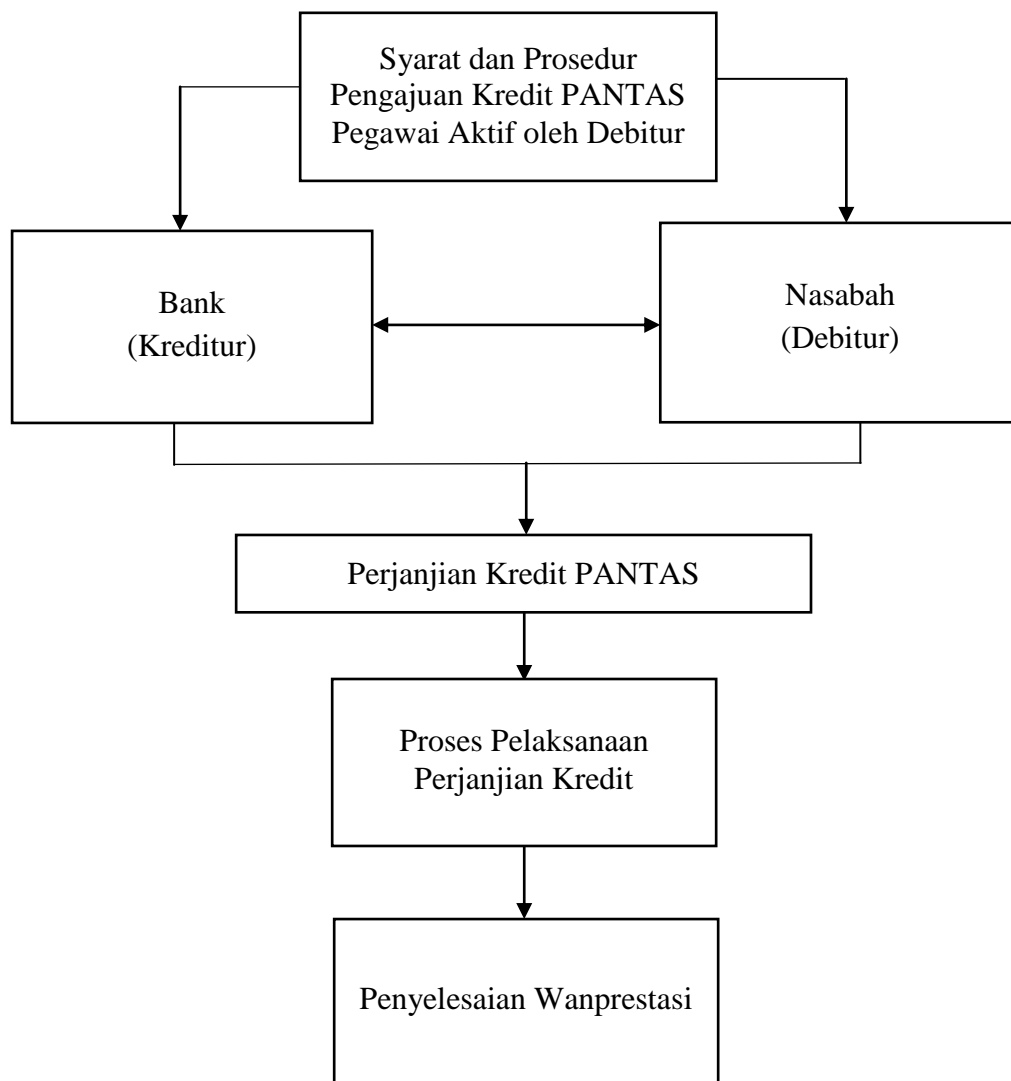 Syarat dan Prosedur
Pengajuan Kredit PANTAS
Pegawai Aktif oleh Debitur
Bank
(Kreditur)
Nasabah
(Debitur)
Perjanjian Kredit PANTAS
Proses Pelaksanaan
Perjanjian Kredit
Penyelesaian Wanprestasi